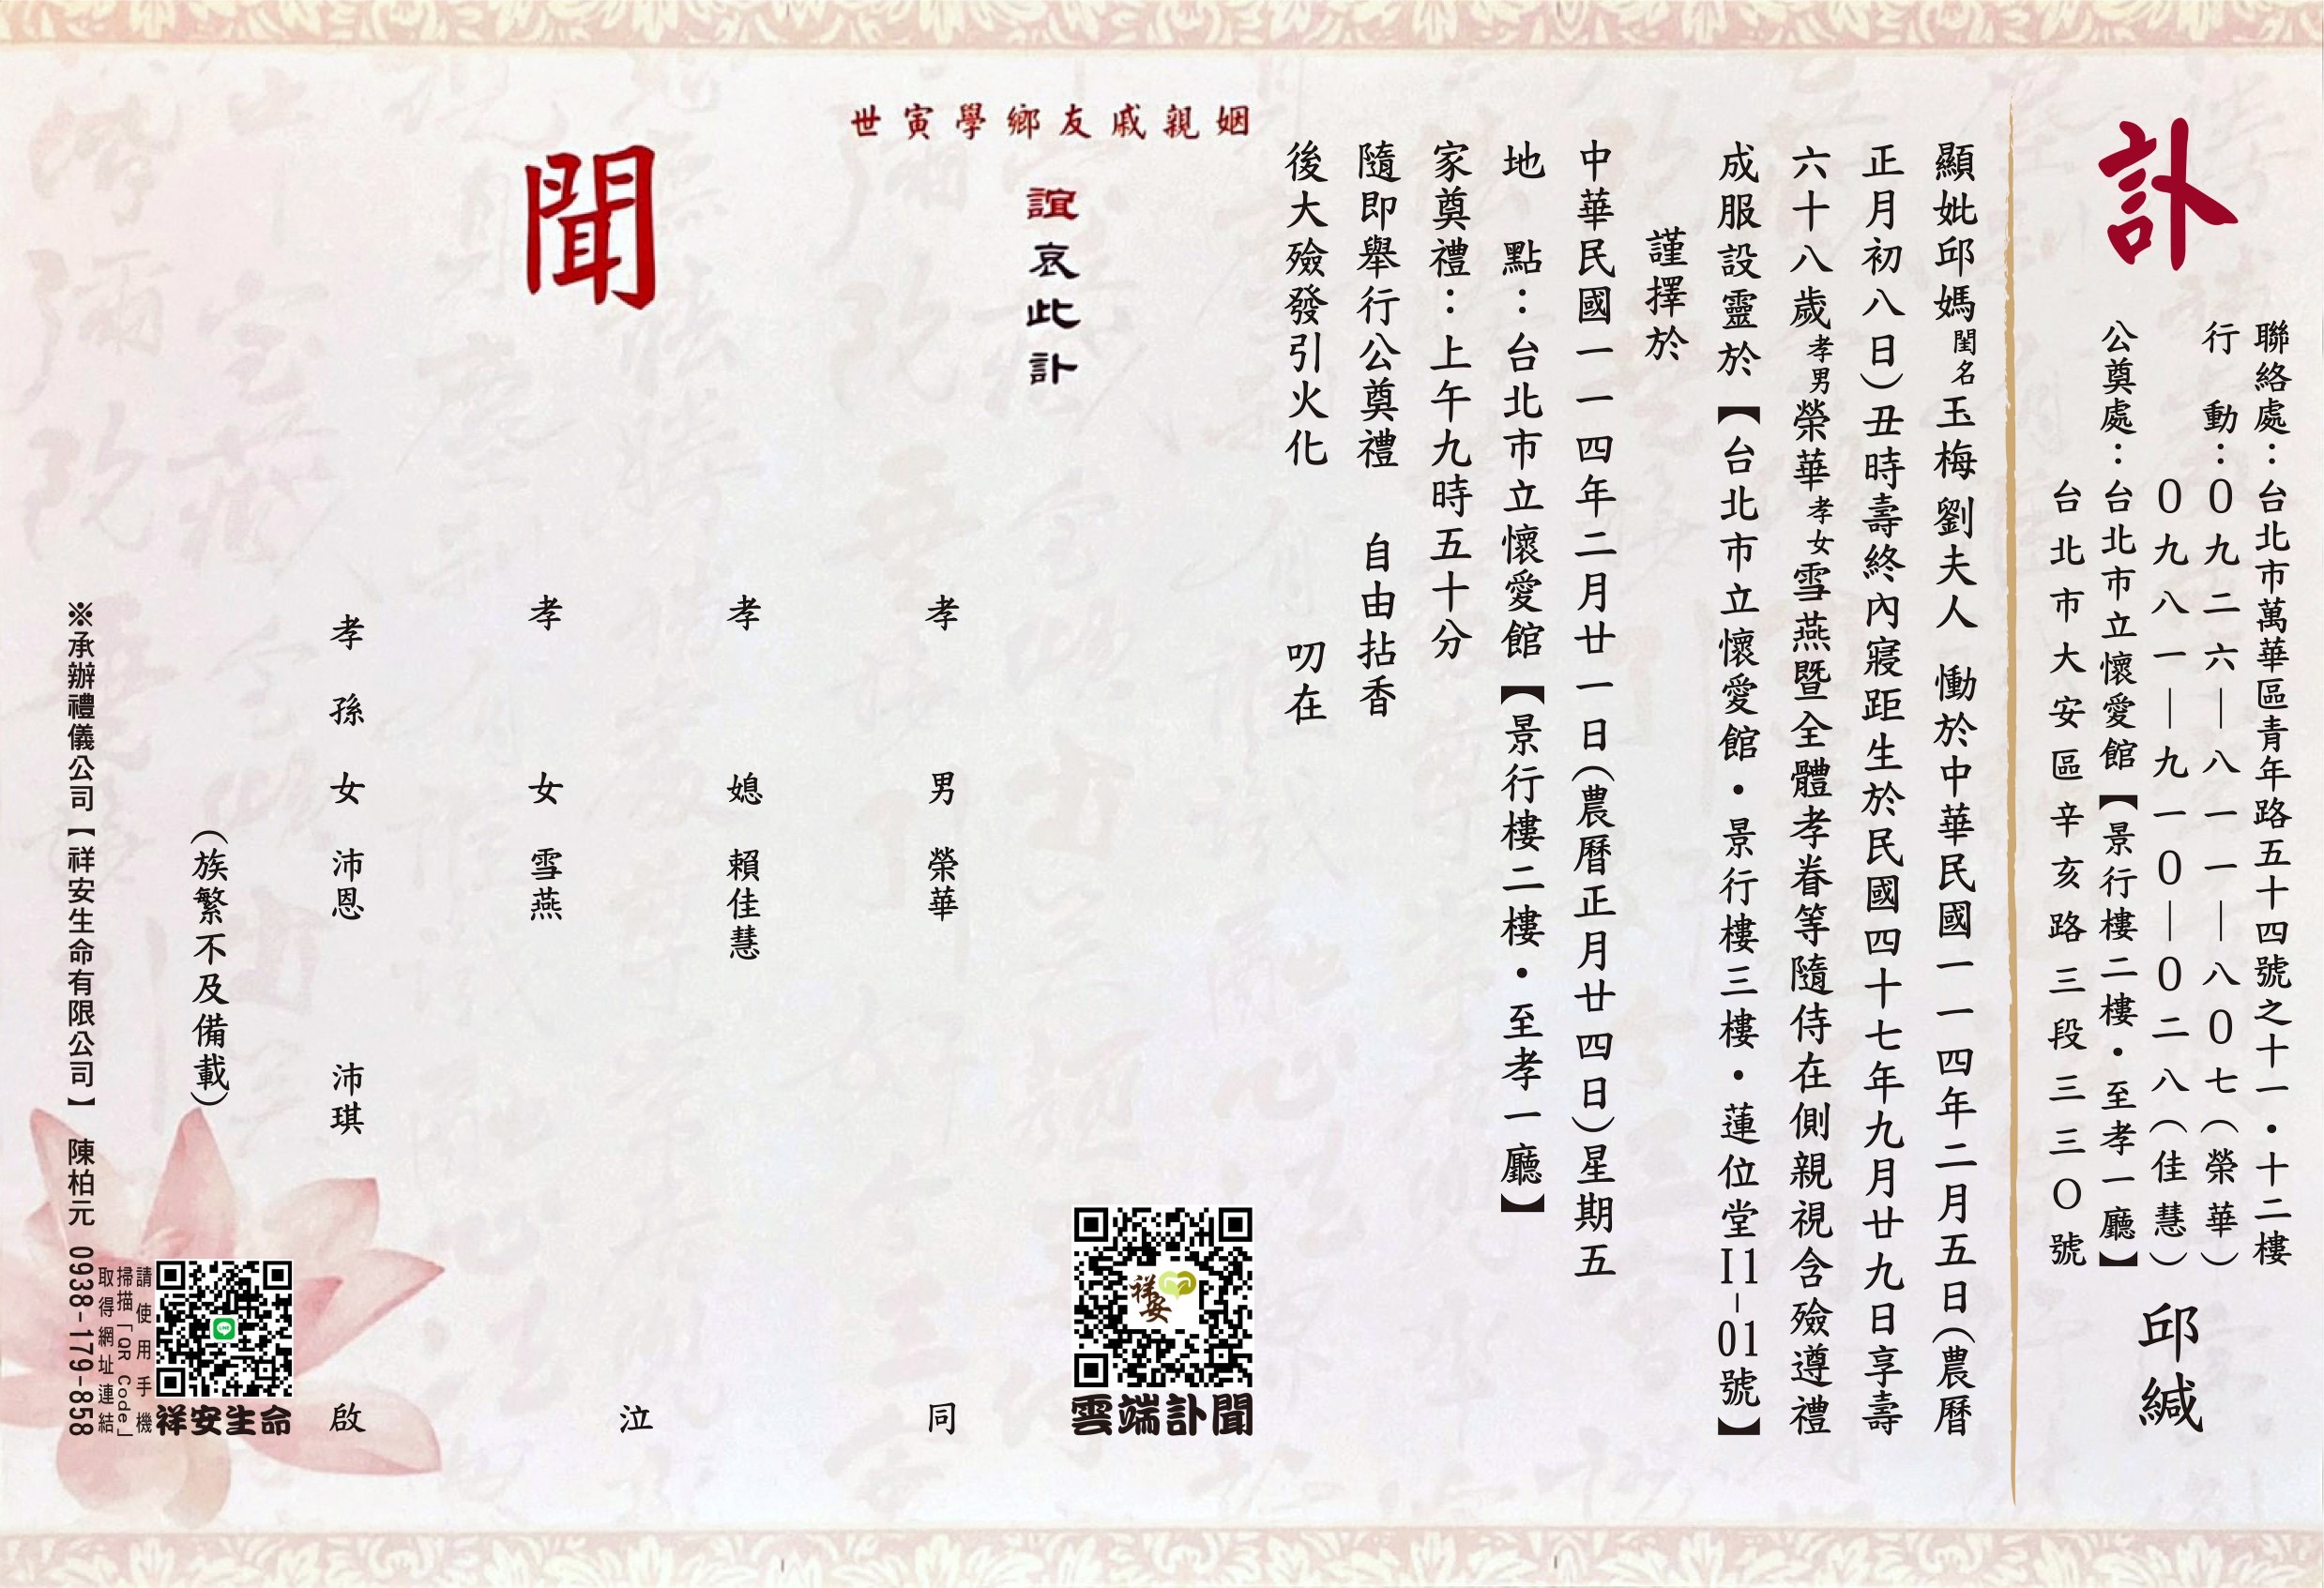 訃
聯絡處：台北市萬華區青年路五十四號之十一・十二樓
行動：０九二六—八一一—八０七（榮華）
０九八一—九一０—０二八（佳慧）
公奠處：台北市立懷愛館【景行樓二樓・至孝一廳】
台北市大安區辛亥路三段三三○號
邱緘
顯妣邱媽閨名玉梅劉夫人 慟於中華民國一一四年二月五日（農曆
正月初八日）丑時壽終內寢距生於民國四十七年九月廿九日享壽
六十八歲孝男榮華孝女雪燕暨全體孝眷等隨侍在側親視含殮遵禮
成服設靈於【台北市立懷愛館・景行樓三樓・蓮位堂I1-01號】
謹擇於
中華民國一一四年二月廿一日（農曆正月廿四日）星期五
地 點：台北市立懷愛館【景行樓二樓・至孝一廳】
家奠禮：上午九時五十分
隨即舉行公奠禮 自由拈香
後大殮發引火化 叨在
姻親戚友鄉學寅世
誼哀此訃
雲端訃聞
聞
孝男 榮華 同
孝媳 賴佳慧
泣
孝女 雪燕
孝孫女 沛恩 沛琪 啟
（族繁不及備載）
請使用手機
掃描「QR Code」
取得網址連結
祥安生命
※承辦禮儀公司【祥安生命有限公司】 陳柏元 0938-179-858
祥安
LINE